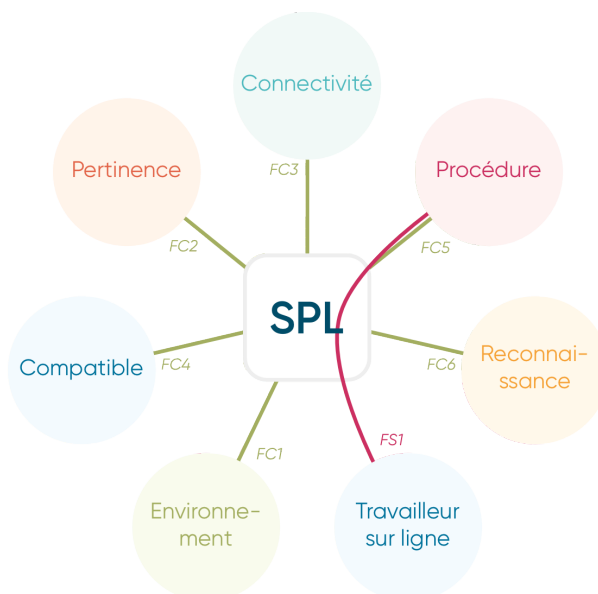 Connectivité
Pertinence
Procédure
FC3
FC2
FC5
SPL
Compatible
FC4
FC6
Reconnai-
ssance
FC1
FS1
Environne-
ment
Travailleur
sur ligne